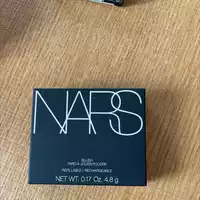 NARS
BLUSH
FARD À JOUES POUDRE
REFILLABLE / RECHARGEABLE
NET WT. 0.17 Oz. 4.8 g